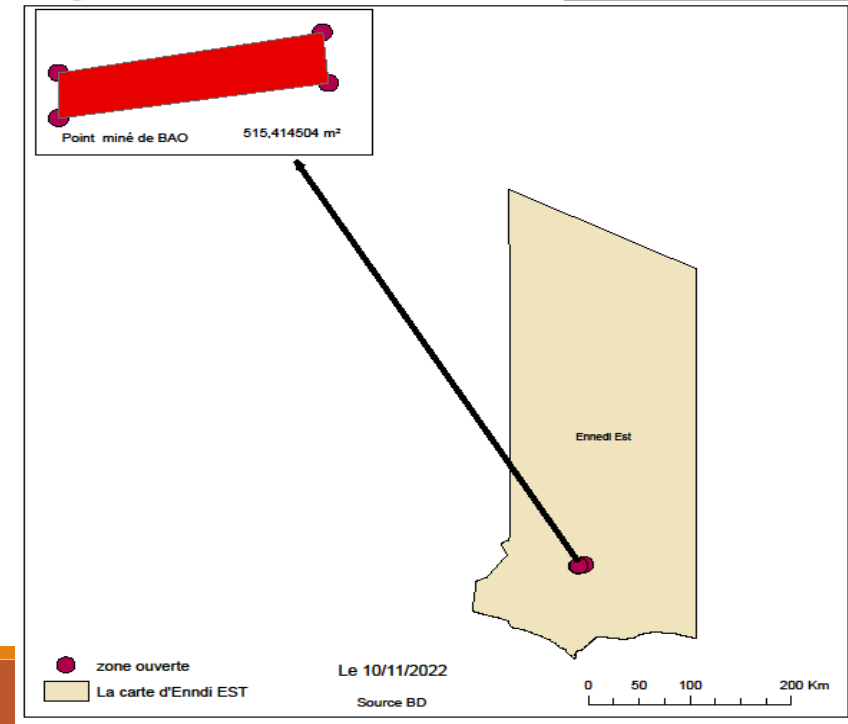 Point miné de BAO 515,414504 m²
Ennedi Est
zone ouverte
La carte d'Enndi EST
Le 10/11/2022
Source BD
0 50 100 200 Km